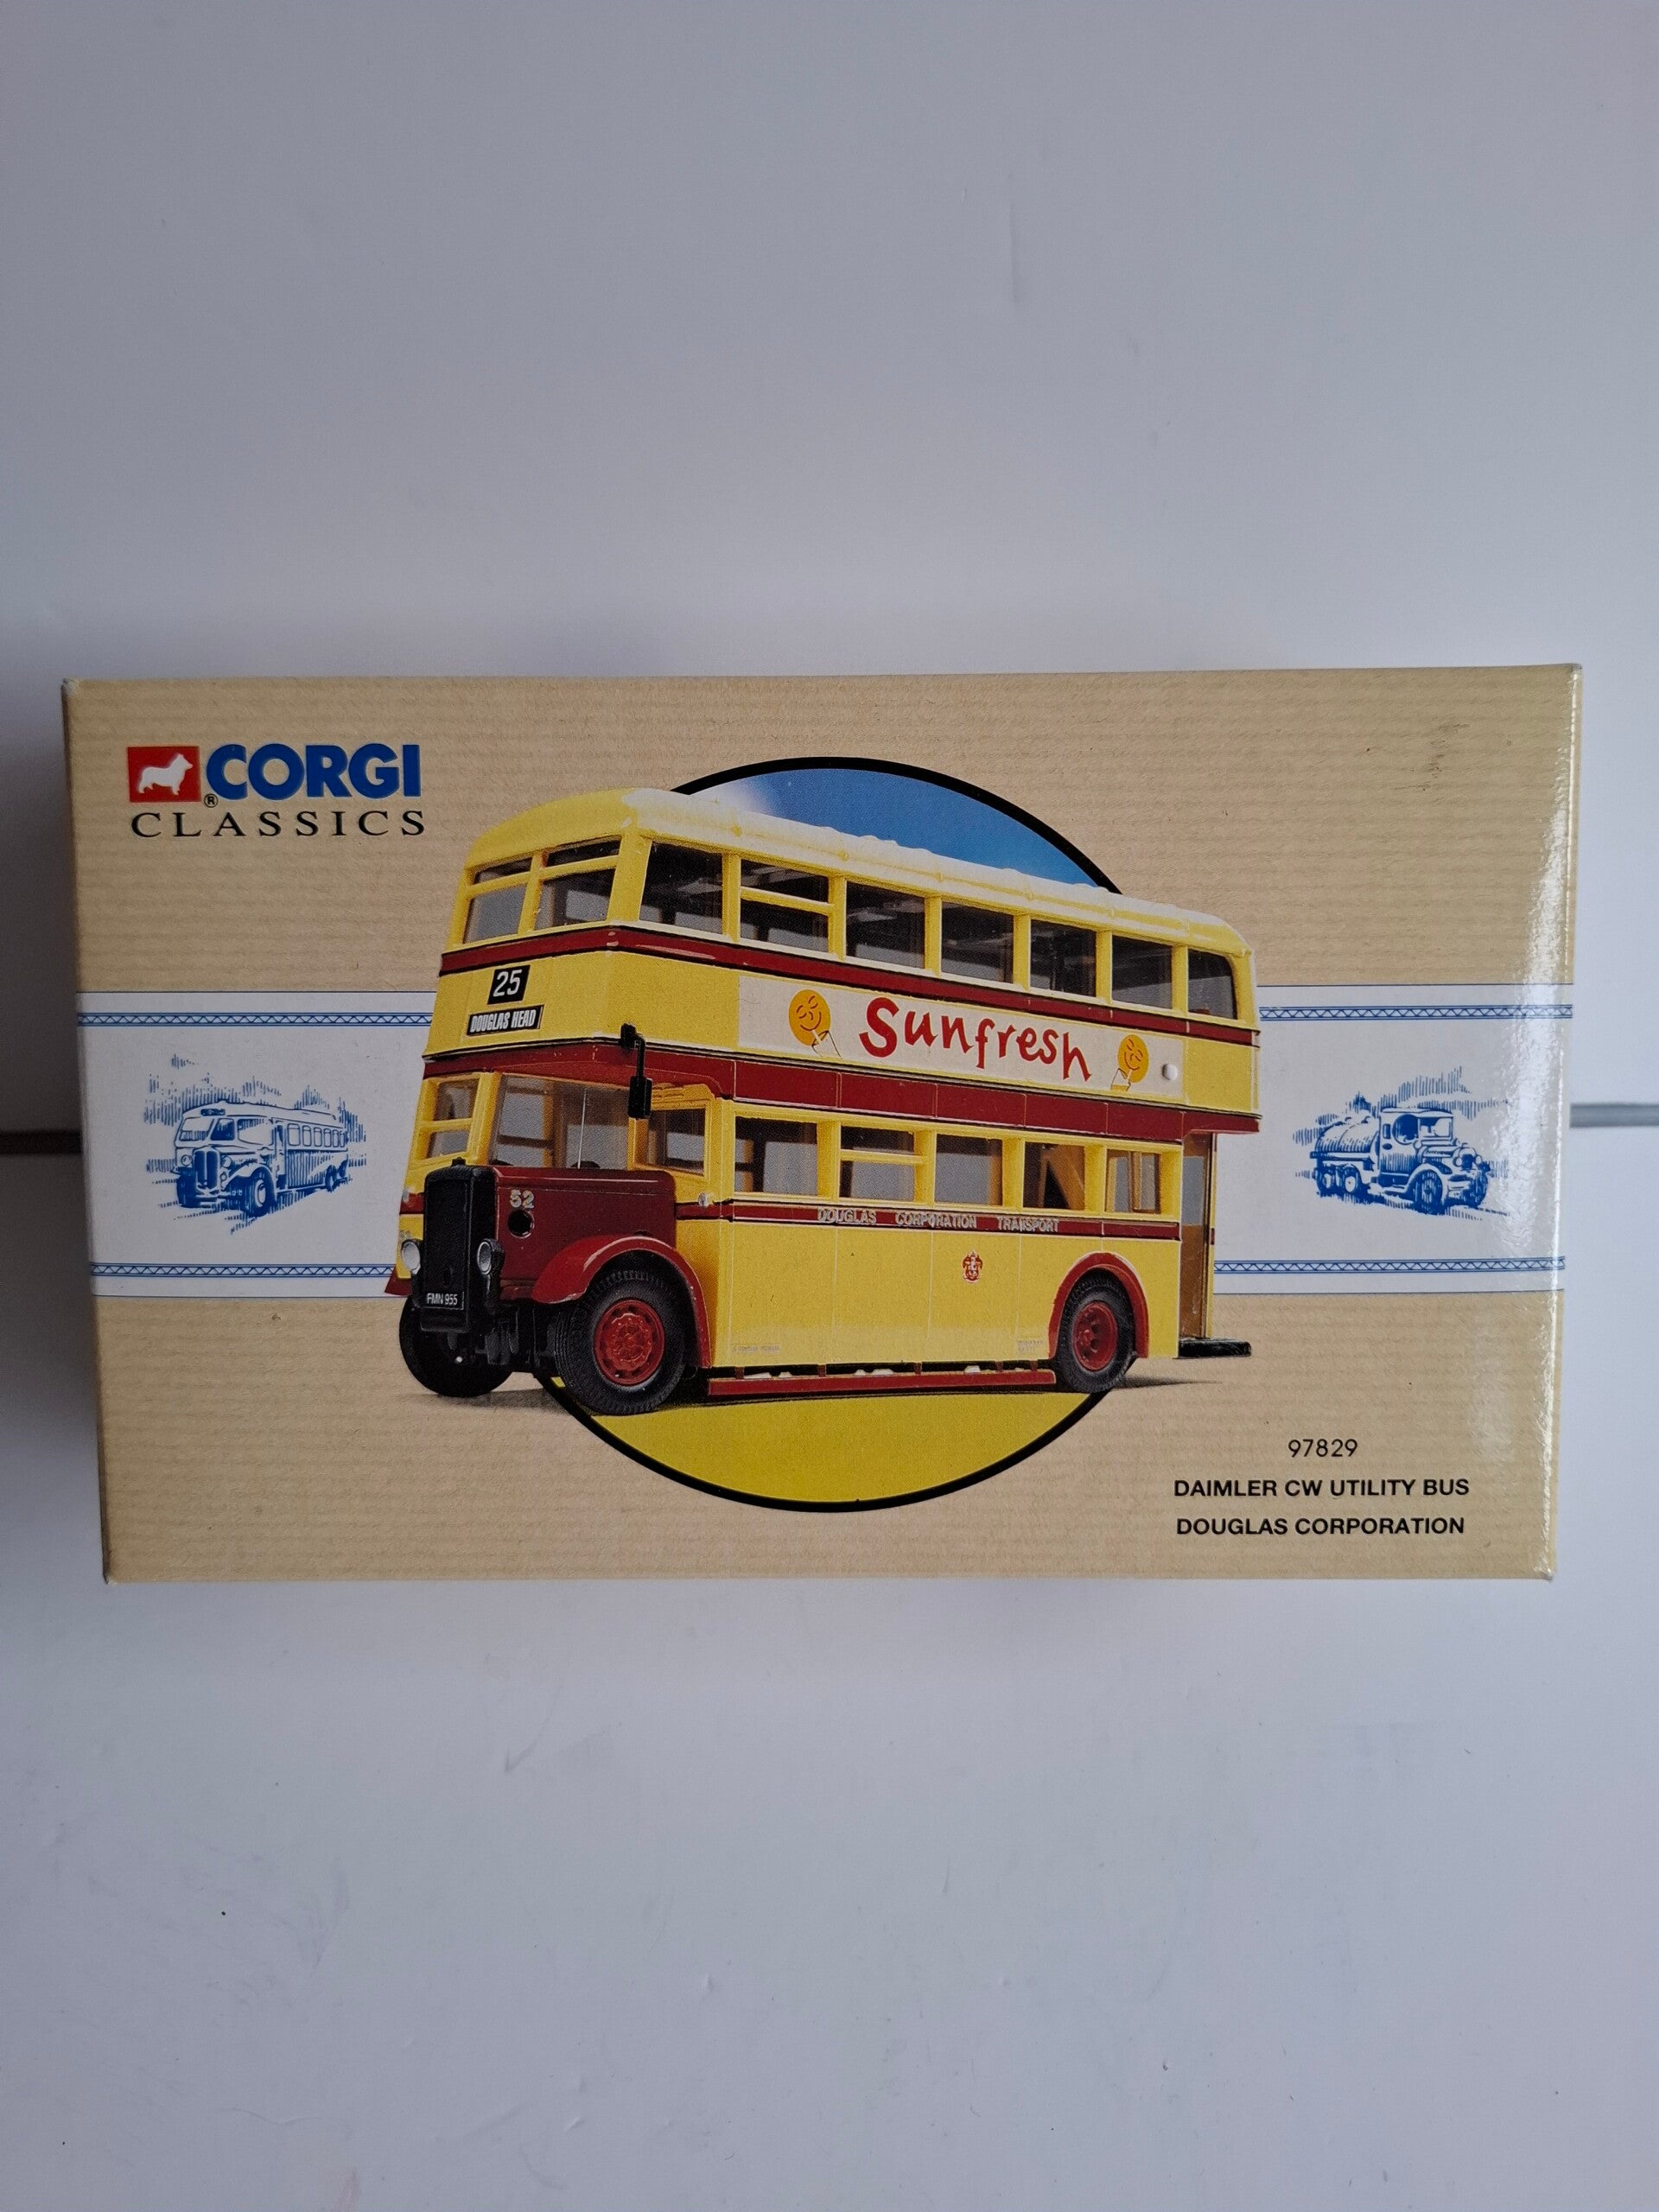 CORGI
®
CLASSICS
25
DOUGLAS HEAD
Sunfresh
52
DOUGLAS CORPORATION TRANSPORT
FMN 955
97829
DAIMLER CW UTILITY BUS
DOUGLAS CORPORATION